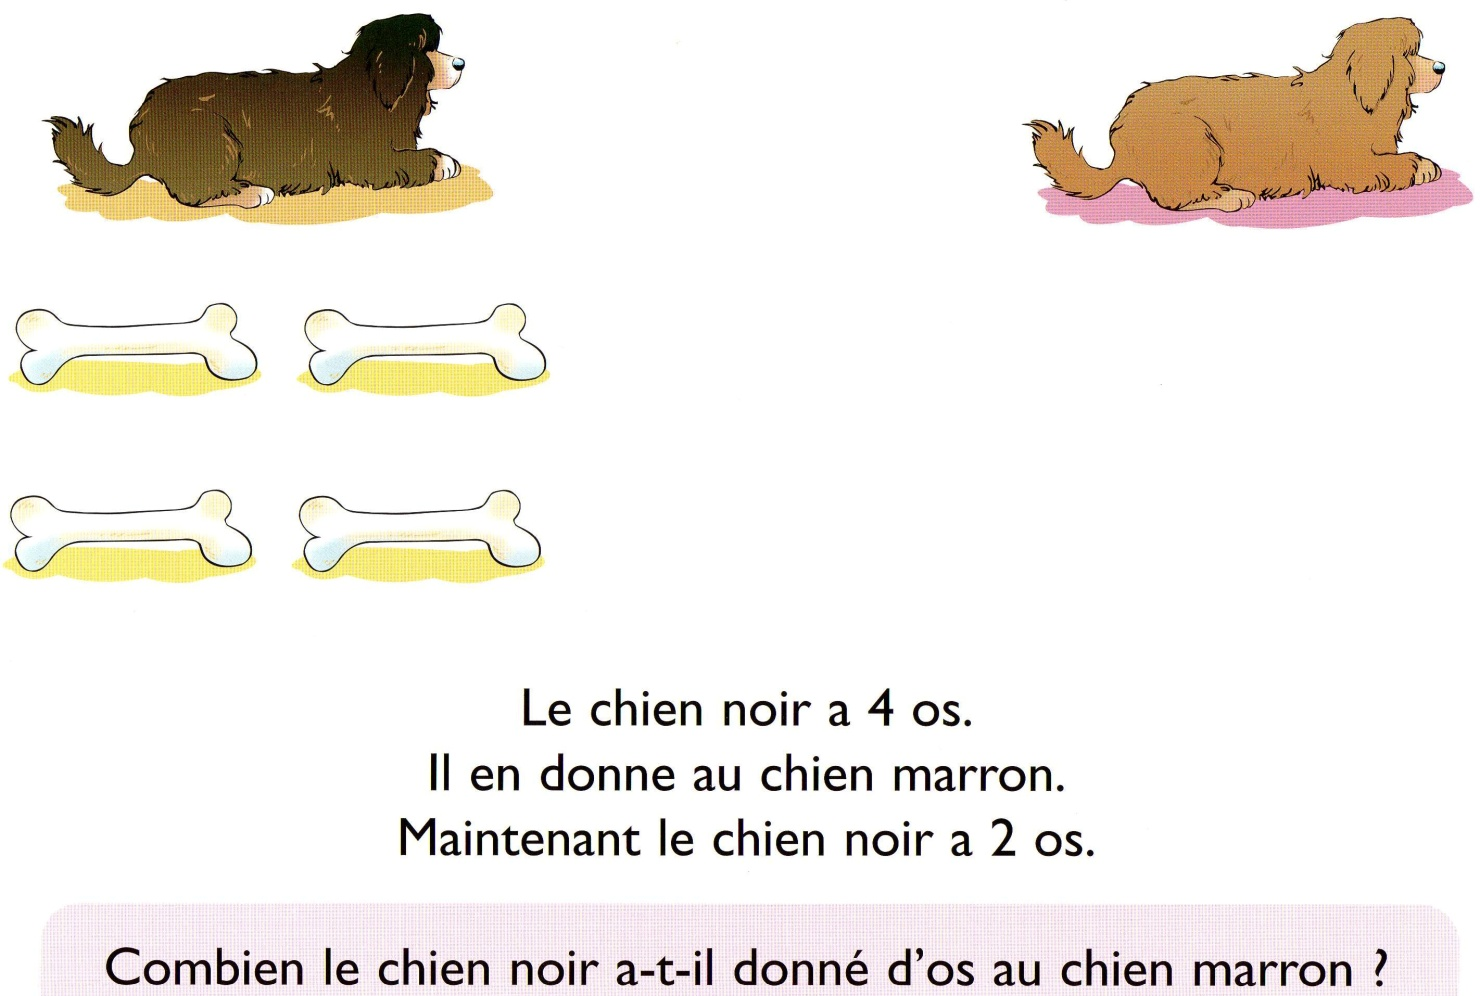 Le chien noir a 4 os.
Il en donne au chien marron.
Maintenant le chien noir a 2 os.
Combien le chien noir a-t-il donné d'os au chien marron ?